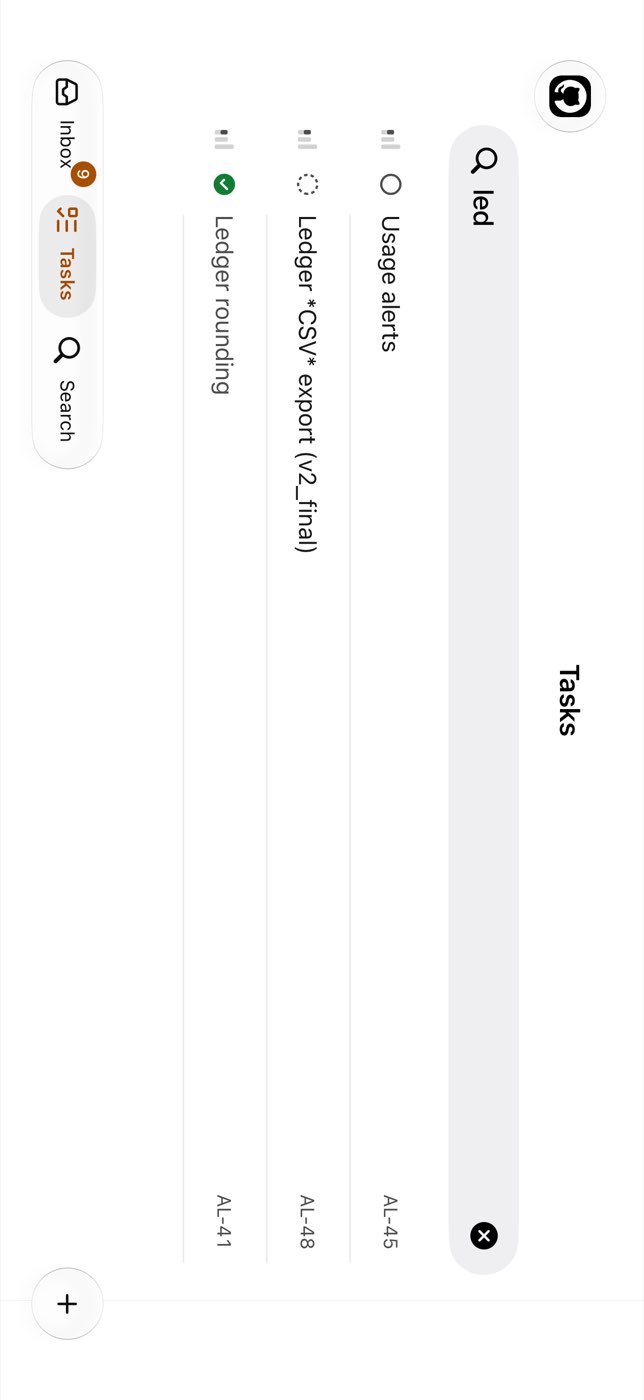 Tasks
led
Usage alerts AL-45
Ledger *CSV* export (v2_final) AL-48
Ledger rounding AL-41
Inbox 9 Tasks Search